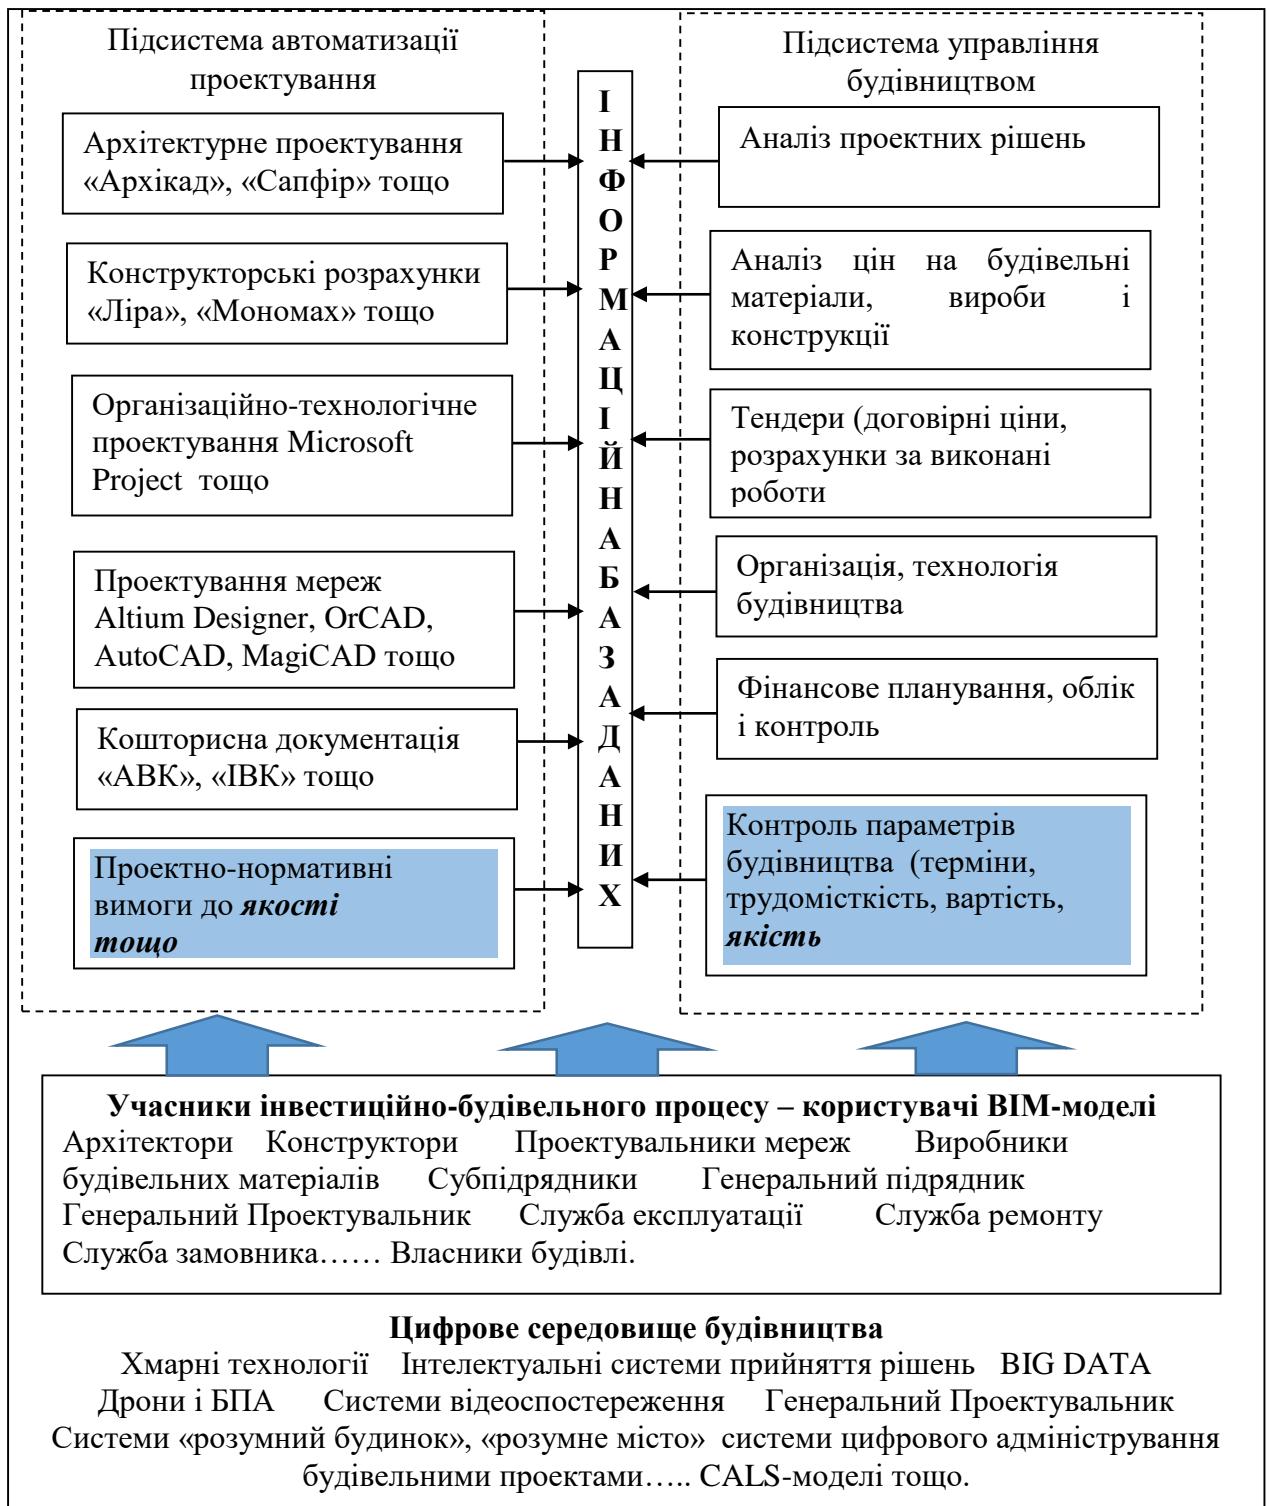 Підсистема автоматизації
проектування
Архітектурне проектування
«Архікад», «Сапфір» тощо
Конструкторські розрахунки
«Ліра», «Мономах» тощо
Організаційно-технологічне
проектування Microsoft
Project тощо
Проектування мереж
Altium Designer, OrCAD,
AutoCAD, MagiCAD тощо
Кошторисна документація
«АВК», «ІВК» тощо
Проектно-нормативні
вимоги до якості
тощо
І
Н
Ф
О
Р
М
А
Ц
І
Й
Н
А
Б
А
З
А
Д
А
Н
И
Х
Підсистема управління
будівництвом
Аналіз проектних рішень
Аналіз цін на будівельні
матеріали, вироби і
конструкції
Тендери (договірні ціни,
розрахунки за виконані
роботи
Організація, технологія
будівництва
Фінансове планування, облік
і контроль
Контроль параметрів
будівництва (терміни,
трудомісткість, вартість,
якість
Учасники інвестиційно-будівельного процесу – користувачі BIM-моделі
Архітектори Конструктори Проектувальники мереж Виробники
будівельних матеріалів Субпідрядники Генеральний підрядник
Генеральний Проектувальник Служба експлуатації Служба ремонту
Служба замовника…… Власники будівлі.
Цифрове середовище будівництва
Хмарні технології Інтелектуальні системи прийняття рішень BIG DATA
Дрони і БПА Системи відеоспостереження Генеральний Проектувальник
Системи «розумний будинок», «розумне місто» системи цифрового адміністрування
будівельними проектами….. CALS-моделі тощо.